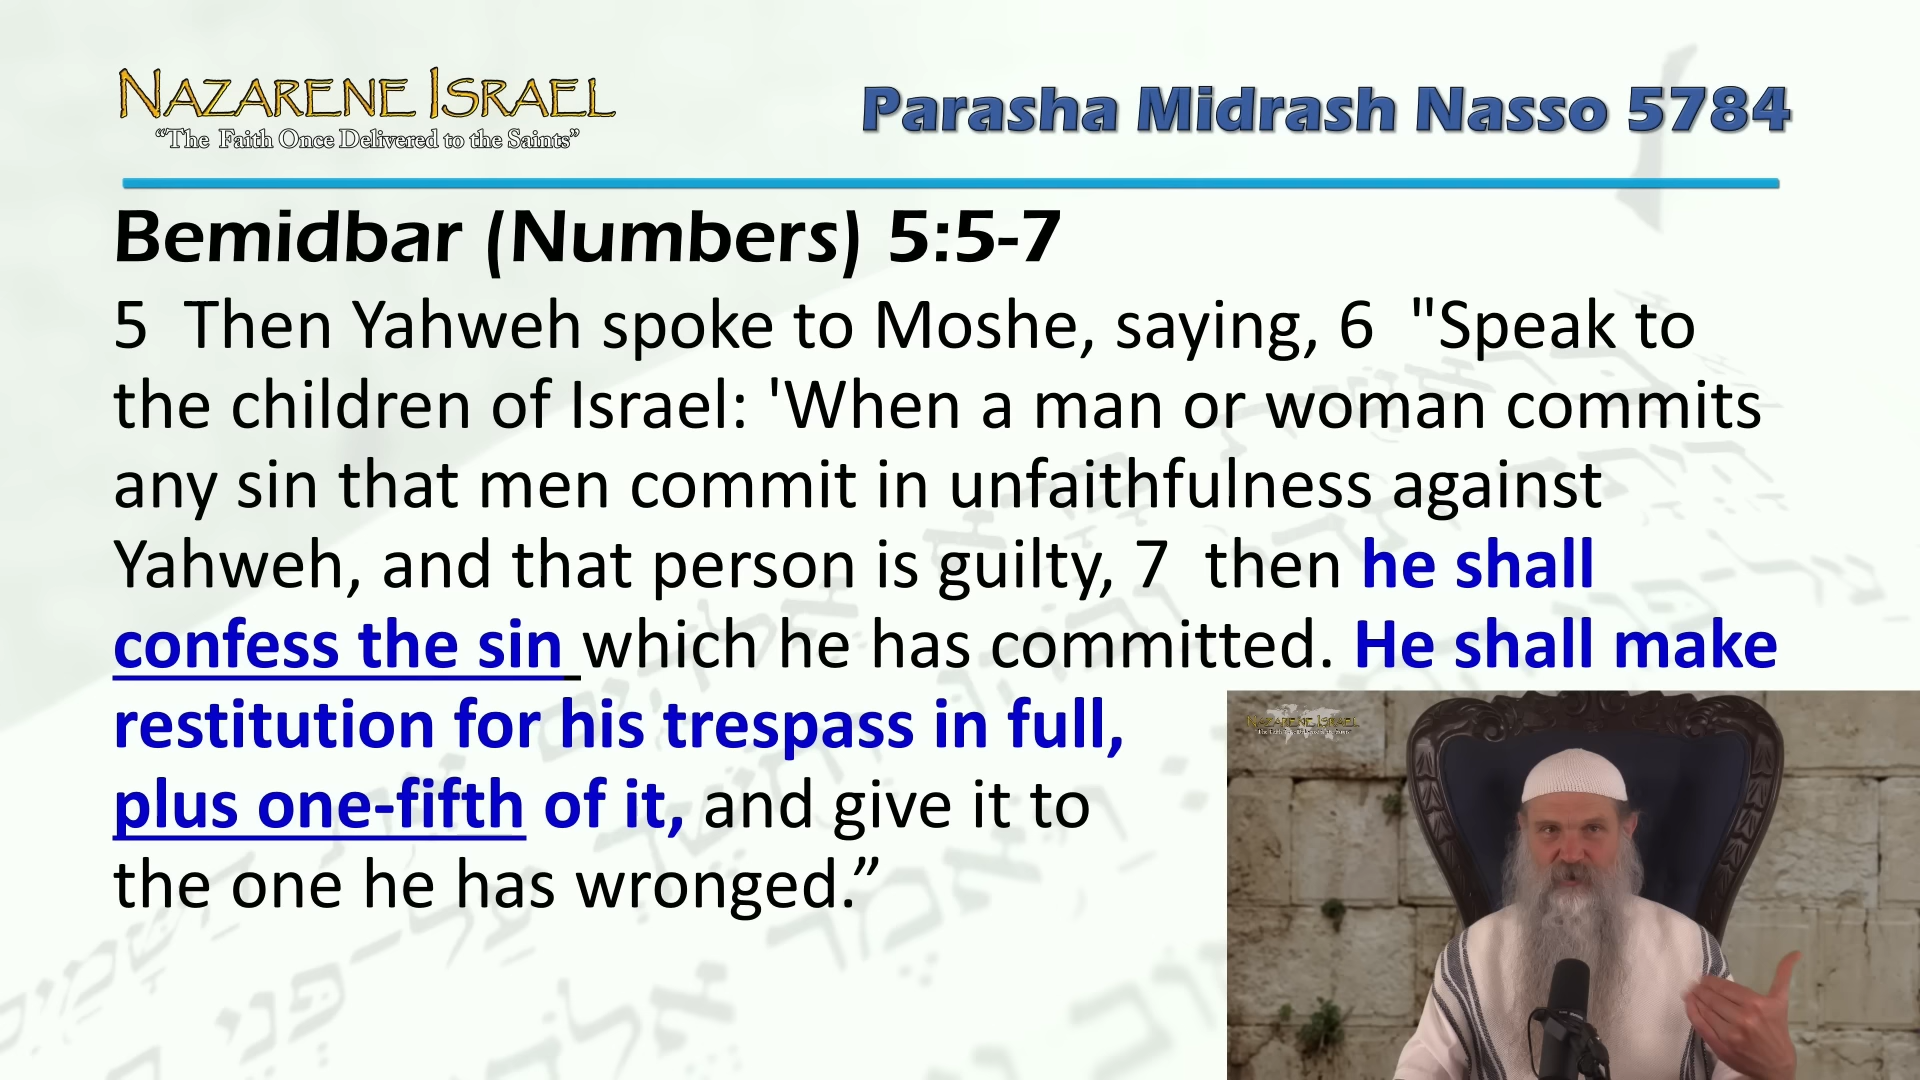 NAZARENE ISRAEL
“The Faith Once Delivered to the Saints”
Parasha Midrash Nasso 5784
Bemidbar (Numbers) 5:5-7
5  Then Yahweh spoke to Moshe, saying, 6  "Speak to
the children of Israel: 'When a man or woman commits
any sin that men commit in unfaithfulness against
Yahweh, and that person is guilty, 7  then he shall
confess the sin which he has committed. He shall make
restitution for his trespass in full,
plus one-fifth of it, and give it to
the one he has wronged.”
NAZARENE ISRAEL